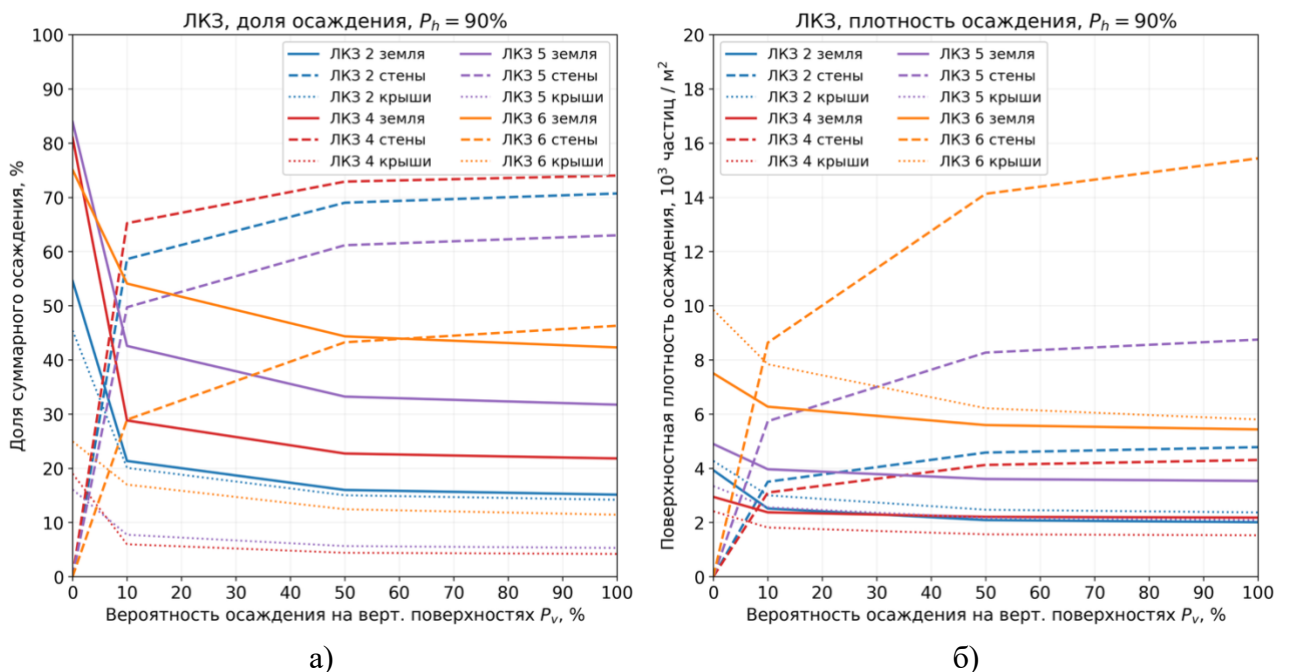 ЛКЗ, доля осаждения, P_h = 90%
Доля суммарного осаждения, %
100
90
80
70
60
50
40
30
20
10
0
ЛКЗ 2 земля
ЛКЗ 2 стены
ЛКЗ 2 крыши
ЛКЗ 4 земля
ЛКЗ 4 стены
ЛКЗ 4 крыши
ЛКЗ 5 земля
ЛКЗ 5 стены
ЛКЗ 5 крыши
ЛКЗ 6 земля
ЛКЗ 6 стены
ЛКЗ 6 крыши
0 10 20 30 40 50 60 70 80 90 100
Вероятность осаждения на верт. поверхностях P_v, %
а)
ЛКЗ, плотность осаждения, P_h = 90%
Поверхностная плотность осаждения, 10³ частиц / м²
20
18
16
14
12
10
8
6
4
2
0
ЛКЗ 2 земля
ЛКЗ 2 стены
ЛКЗ 2 крыши
ЛКЗ 4 земля
ЛКЗ 4 стены
ЛКЗ 4 крыши
ЛКЗ 5 земля
ЛКЗ 5 стены
ЛКЗ 5 крыши
ЛКЗ 6 земля
ЛКЗ 6 стены
ЛКЗ 6 крыши
0 10 20 30 40 50 60 70 80 90 100
Вероятность осаждения на верт. поверхностях P_v, %
б)